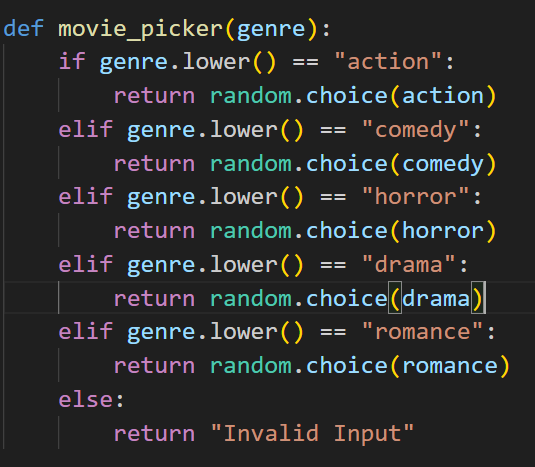 def movie_picker(genre):
    if genre.lower() == "action":
        return random.choice(action)
    elif genre.lower() == "comedy":
        return random.choice(comedy)
    elif genre.lower() == "horror":
        return random.choice(horror)
    elif genre.lower() == "drama":
        return random.choice(drama)
    elif genre.lower() == "romance":
        return random.choice(romance)
    else:
        return "Invalid Input"